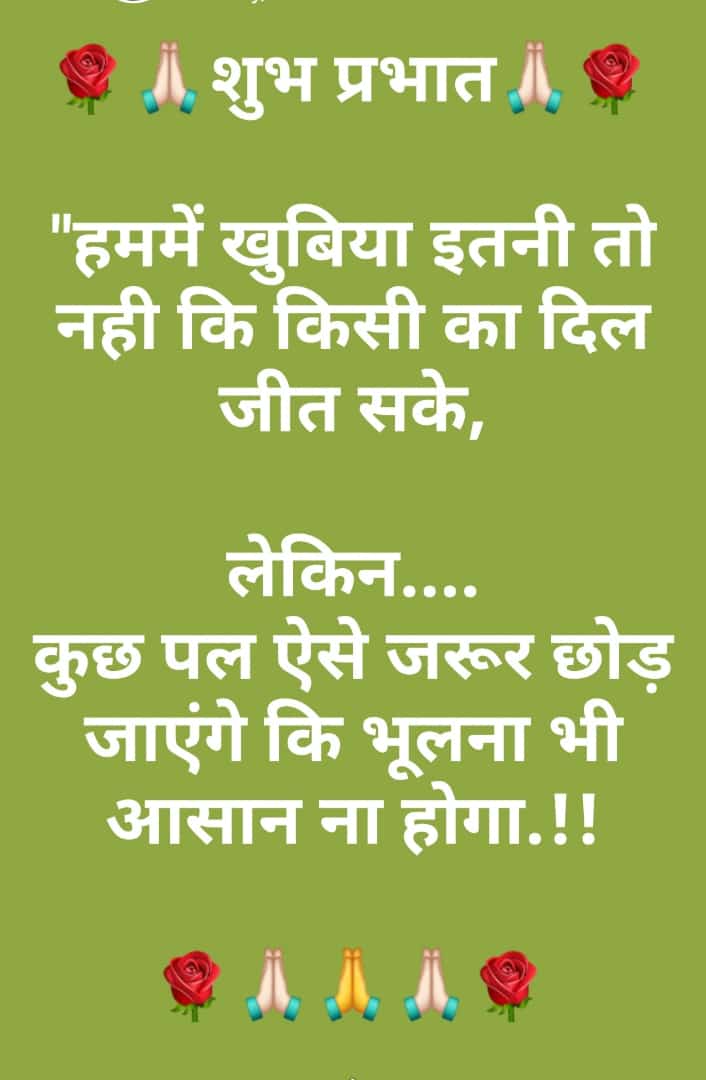 🌹🙏🏻शुभ प्रभात🙏🏻🌹
"हममें खुबिया इतनी तो
नही कि किसी का दिल
जीत सके,
लेकिन....
कुछ पल ऐसे जरूर छोड़
जाएंगे कि भूलना भी
आसान ना होगा.!!
🌹🙏🏻🙏🙏🏻🌹